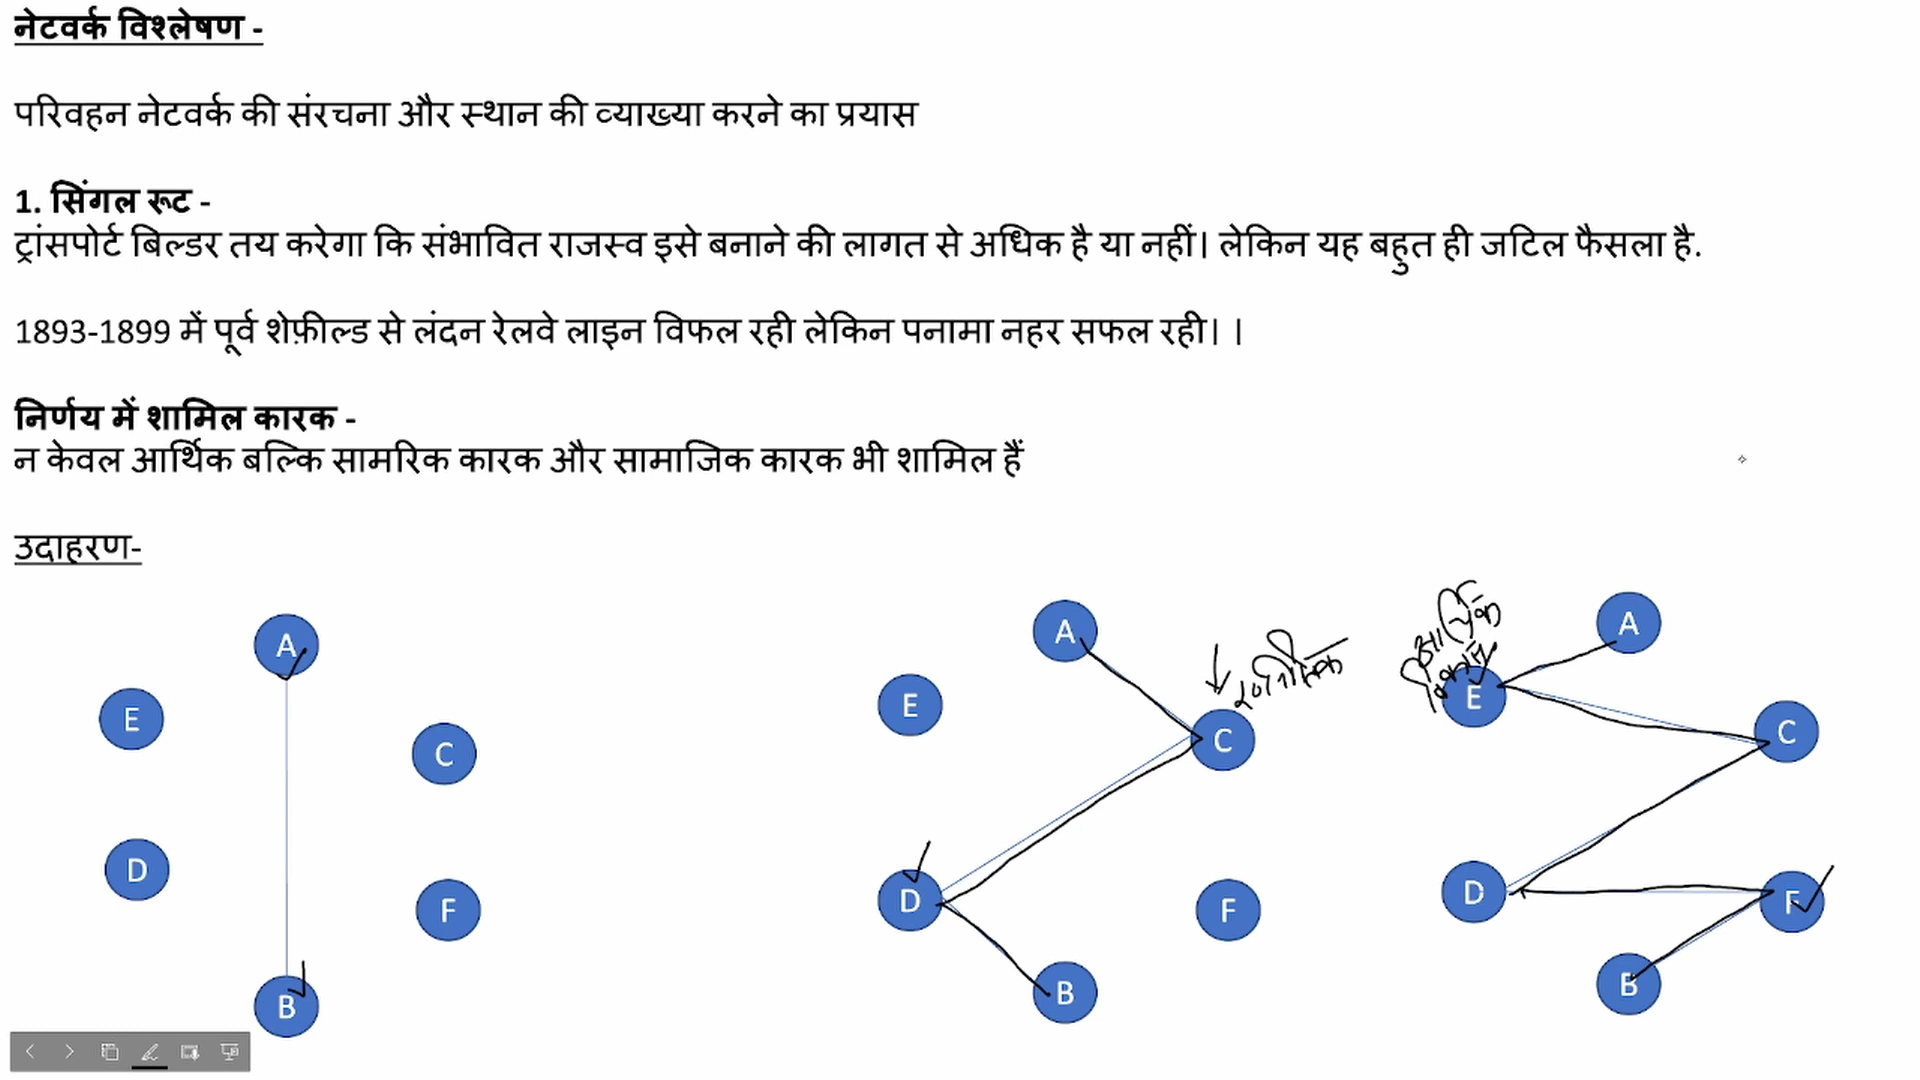 नेटवर्क विश्लेषण -
परिवहन नेटवर्क की संरचना और स्थान की व्याख्या करने का प्रयास
1. सिंगल रूट -
ट्रांसपोर्ट बिल्डर तय करेगा कि संभावित राजस्व इसे बनाने की लागत से अधिक है या नहीं। लेकिन यह बहुत ही जटिल फैसला है.
1893-1899 में पूर्व शेफ़ील्ड से लंदन रेलवे लाइन विफल रही लेकिन पनामा नहर सफल रही। ।
निर्णय में शामिल कारक -
न केवल आर्थिक बल्कि सामरिक कारक और सामाजिक कारक भी शामिल हैं
उदाहरण-
A
E
C
D
F
B
A
E
C
D
F
B
A
E
C
D
F
B